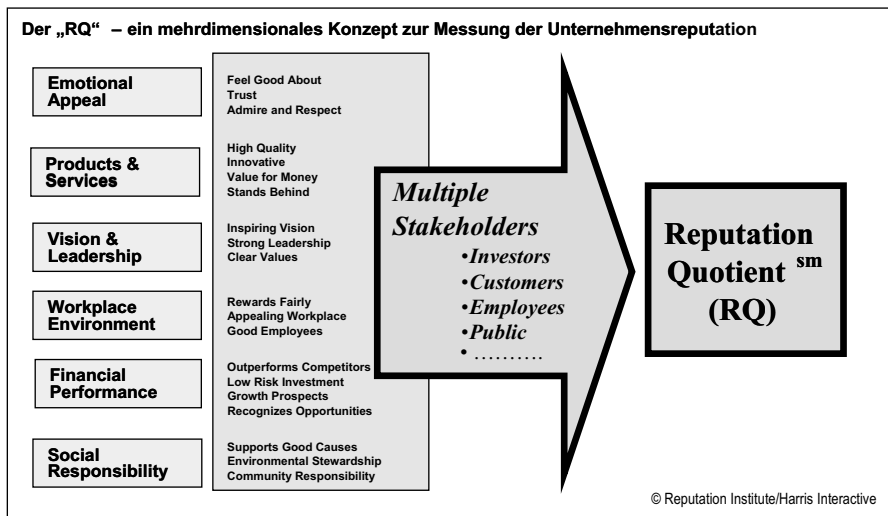 Der „RQ“ – ein mehrdimensionales Konzept zur Messung der Unternehmensreputation
Emotional
Appeal
Feel Good About
Trust
Admire and Respect
Products &
Services
High Quality
Innovative
Value for Money
Stands Behind
Vision &
Leadership
Inspiring Vision
Strong Leadership
Clear Values
Workplace
Environment
Rewards Fairly
Appealing Workplace
Good Employees
Financial
Performance
Outperforms Competitors
Low Risk Investment
Growth Prospects
Recognizes Opportunities
Social
Responsibility
Supports Good Causes
Environmental Stewardship
Community Responsibility
Multiple
Stakeholders
•Investors
•Customers
•Employees
•Public
• ..........
Reputation
Quotient sm
(RQ)
© Reputation Institute/Harris Interactive